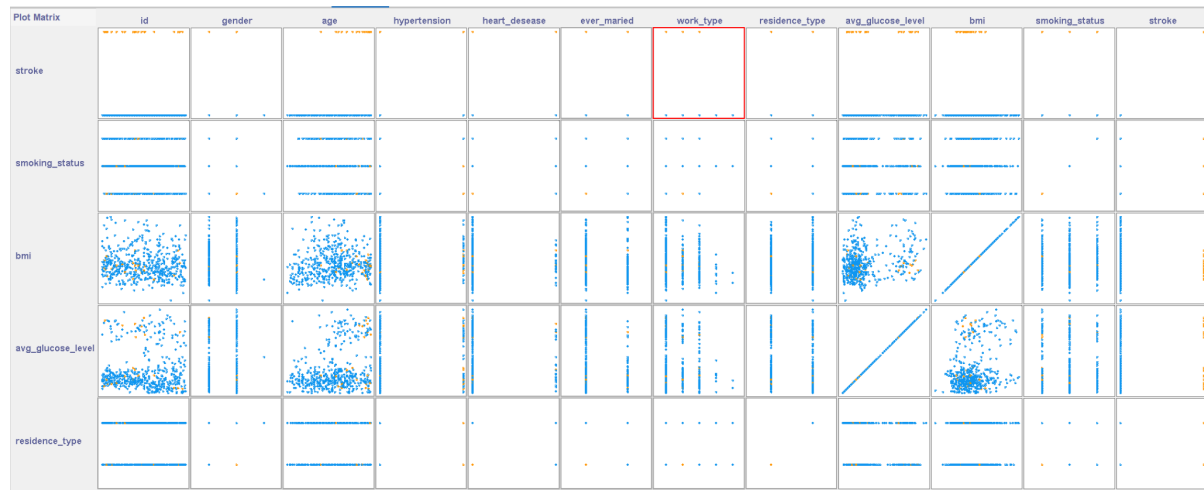 Plot Matrix id gender age hypertension heart_desease ever_maried work_type residence_type avg_glucose_level bmi smoking_status stroke
stroke
smoking_status
bmi
avg_glucose_level
residence_type